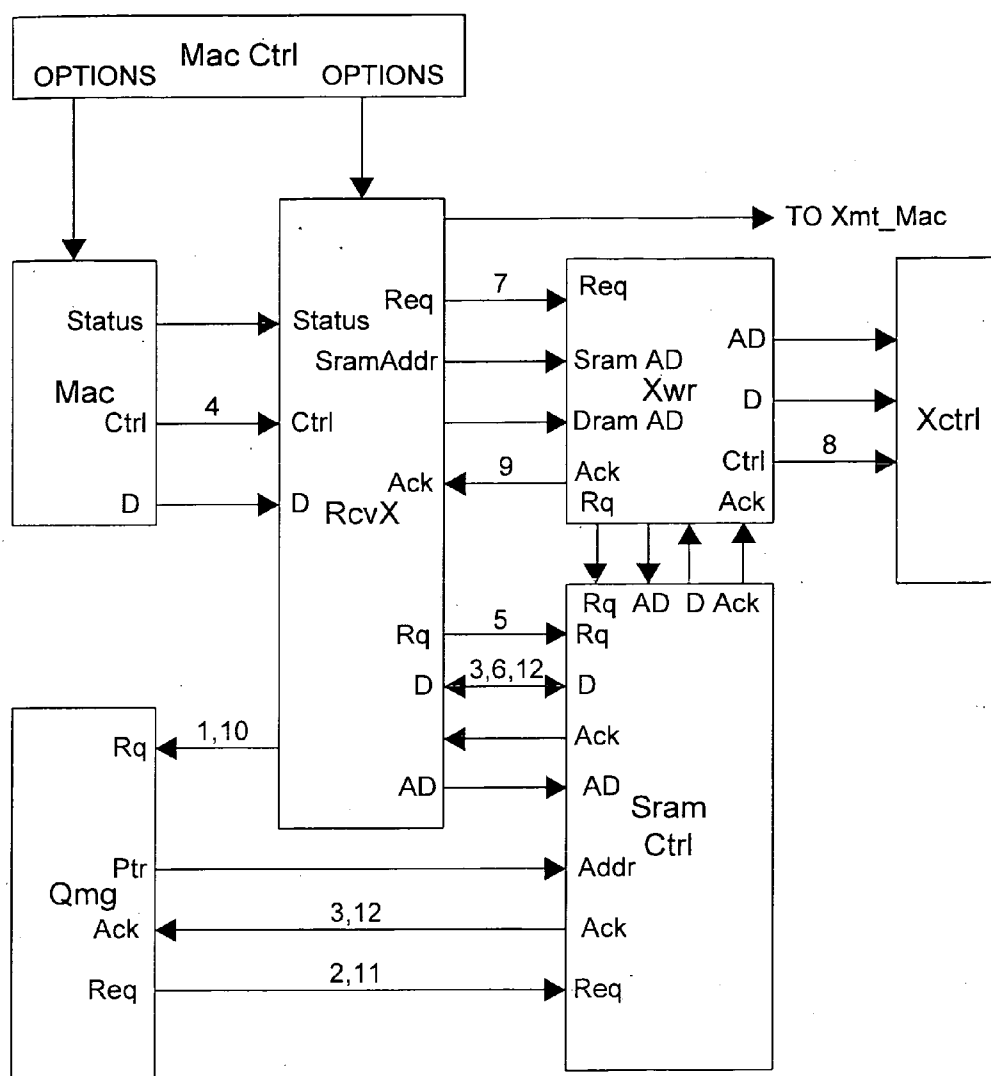 Mac Ctrl
OPTIONS
OPTIONS
TO Xmt_Mac
Status
Mac
Ctrl
D
4
Status
Ctrl
D
RcvX
Req
SramAddr
Ack
Rq
D
AD
7
9
5
3,6,12
Req
Sram AD
Xwr
Dram AD
Ack
Rq
AD
D
Ctrl
Ack
8
Xctrl
Rq AD D Ack
Rq
D
Ack
AD
Sram
Ctrl
Addr
Ack
Req
1,10
Rq
Ptr
Qmg
Ack
Req
3,12
2,11